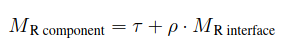 M_R component = τ + ρ · M_R interface